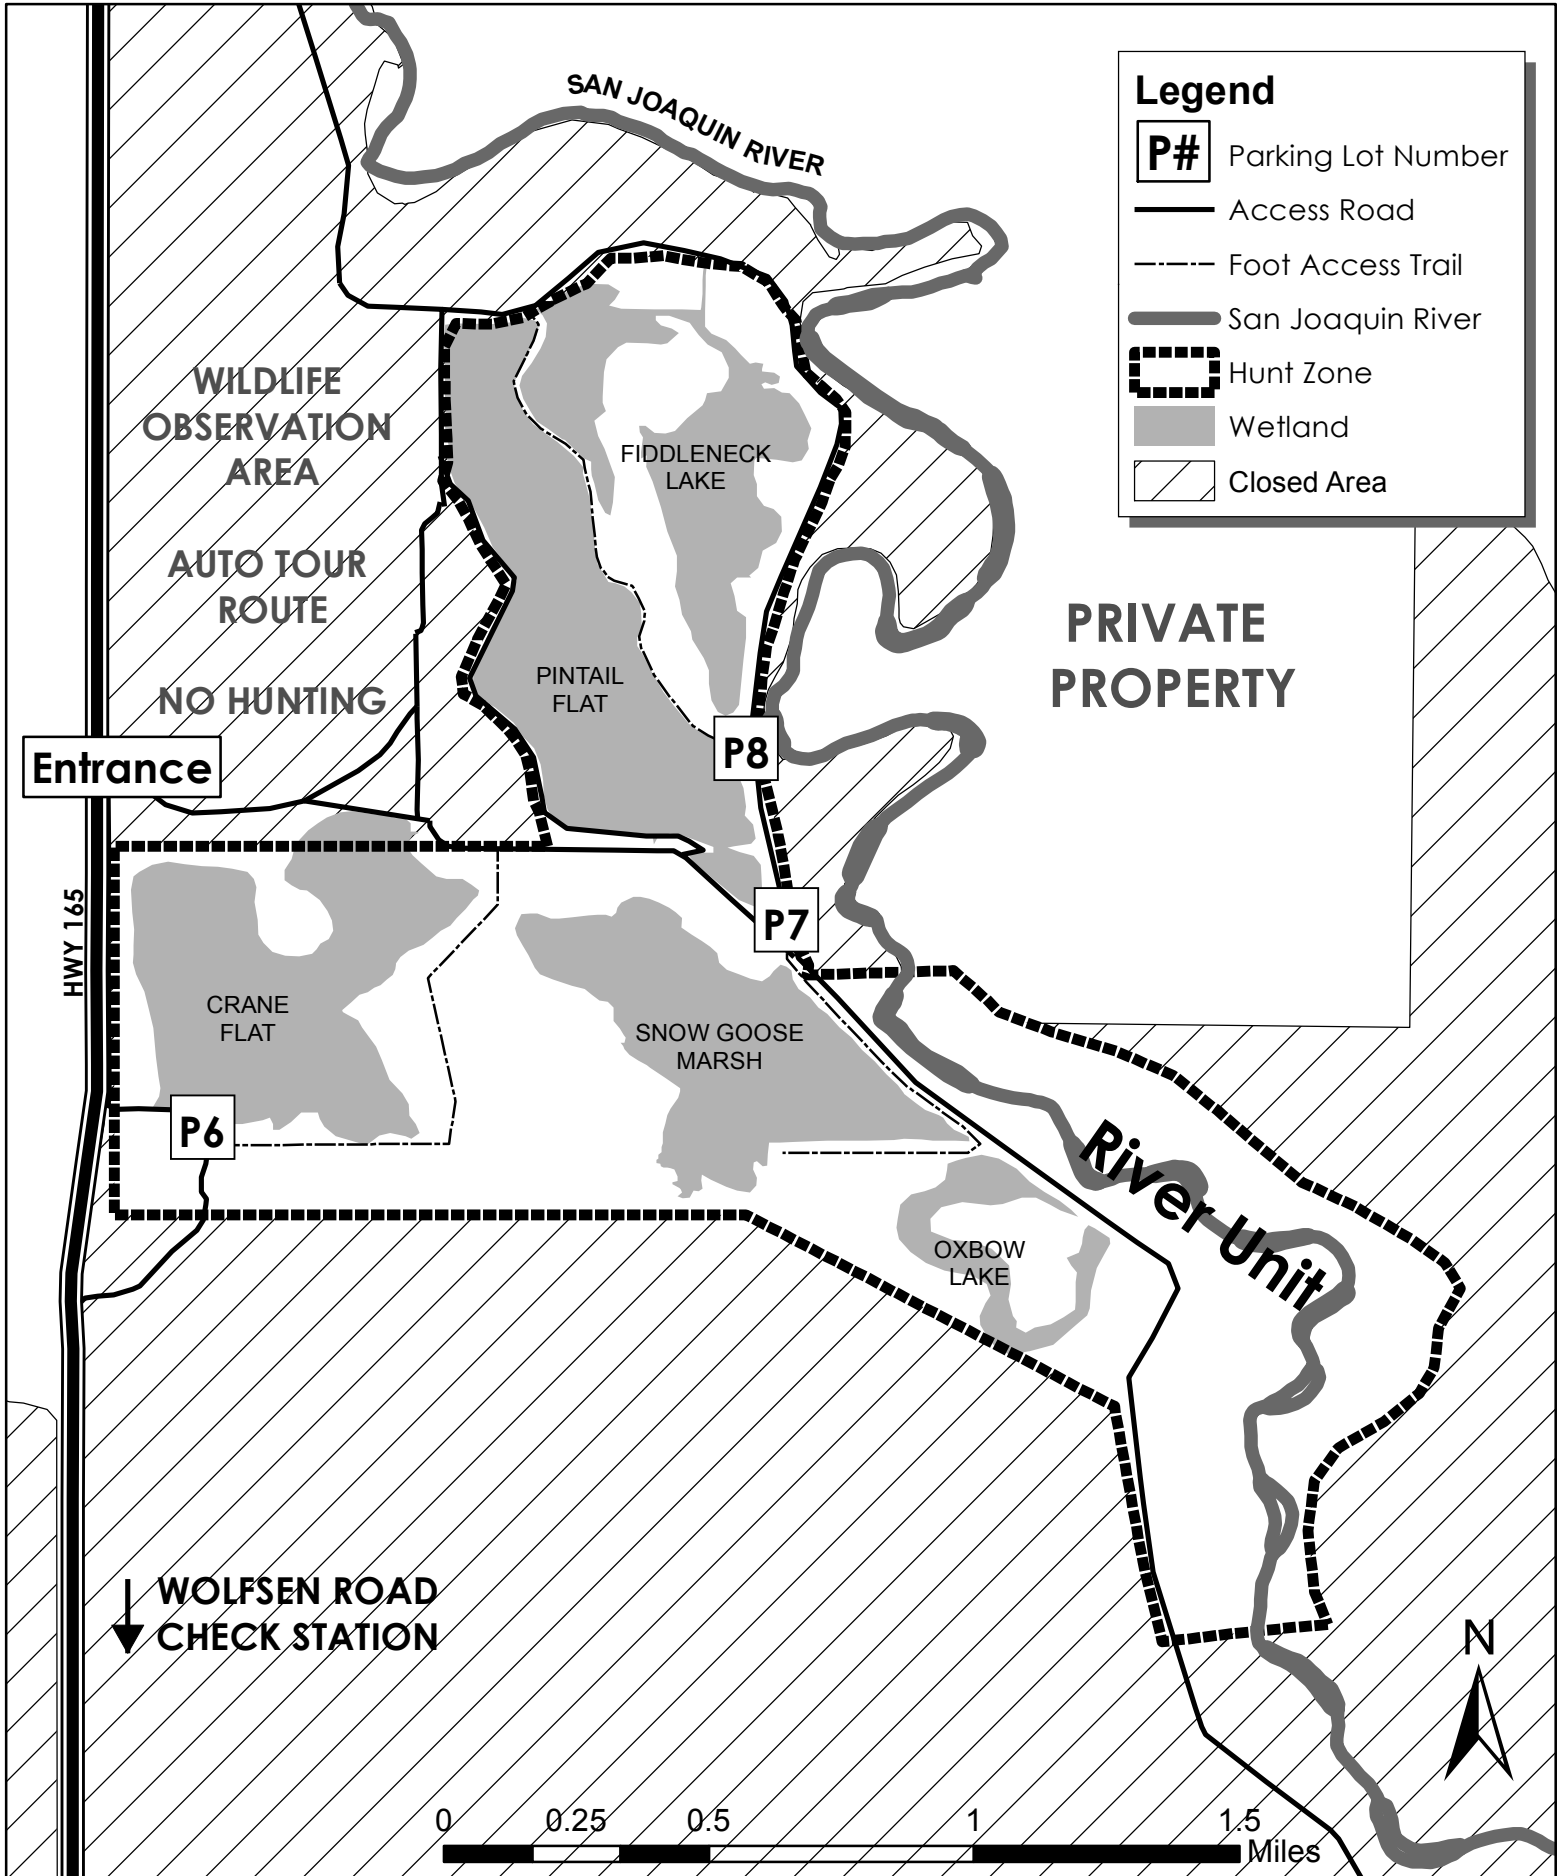 SAN JOAQUIN RIVER
Legend
P# Parking Lot Number
Access Road
Foot Access Trail
San Joaquin River
Hunt Zone
Wetland
Closed Area
WILDLIFE
OBSERVATION
AREA
AUTO TOUR
ROUTE
NO HUNTING
FIDDLENECK
LAKE
PRIVATE
PROPERTY
PINTAIL
FLAT
P8
Entrance
HWY 165
P7
CRANE
FLAT
SNOW GOOSE
MARSH
P6
River Unit
OXBOW
LAKE
WOLFSEN ROAD
CHECK STATION
N
0 0.25 0.5 1 1.5
Miles